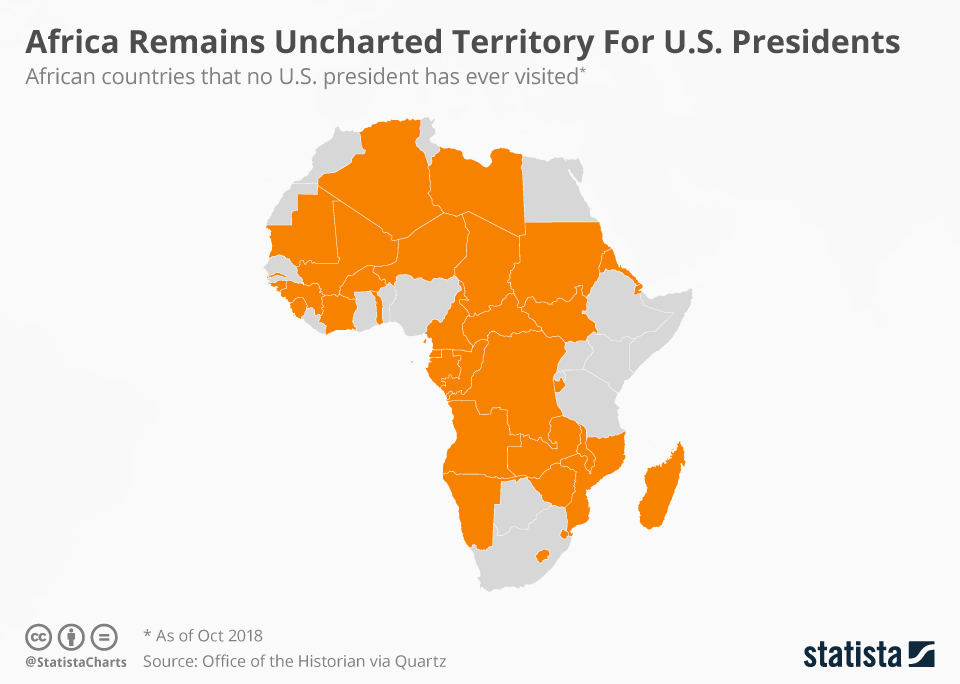 Africa Remains Uncharted Territory For U.S. Presidents
African countries that no U.S. president has ever visited*
* As of Oct 2018
@StatistaCharts Source: Office of the Historian via Quartz
cc
statista